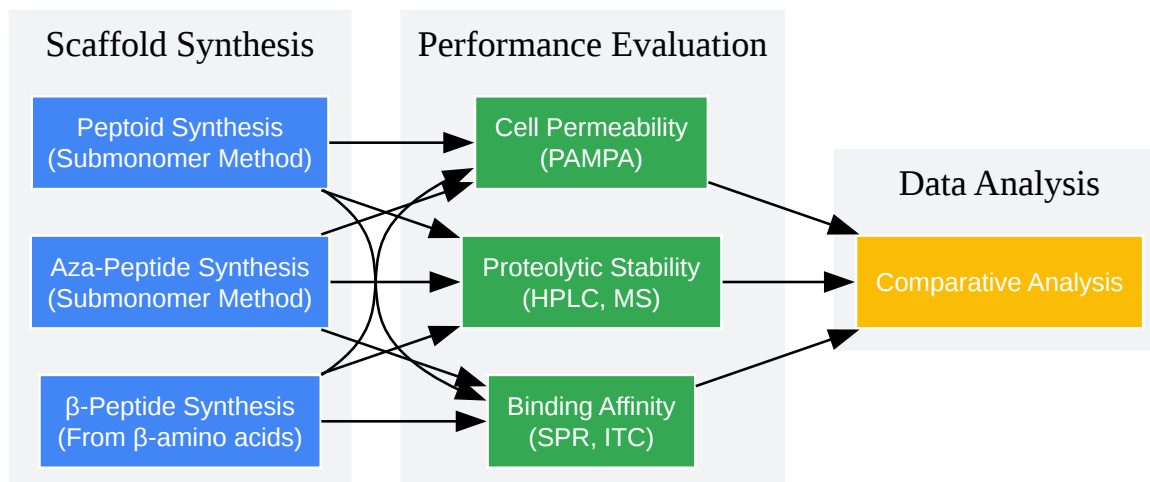 Scaffold Synthesis
Peptoid Synthesis
(Submonomer Method)
Aza-Peptide Synthesis
(Submonomer Method)
β-Peptide Synthesis
(From β-amino acids)
Performance Evaluation
Cell Permeability
(PAMPA)
Proteolytic Stability
(HPLC, MS)
Binding Affinity
(SPR, ITC)
Data Analysis
Comparative Analysis